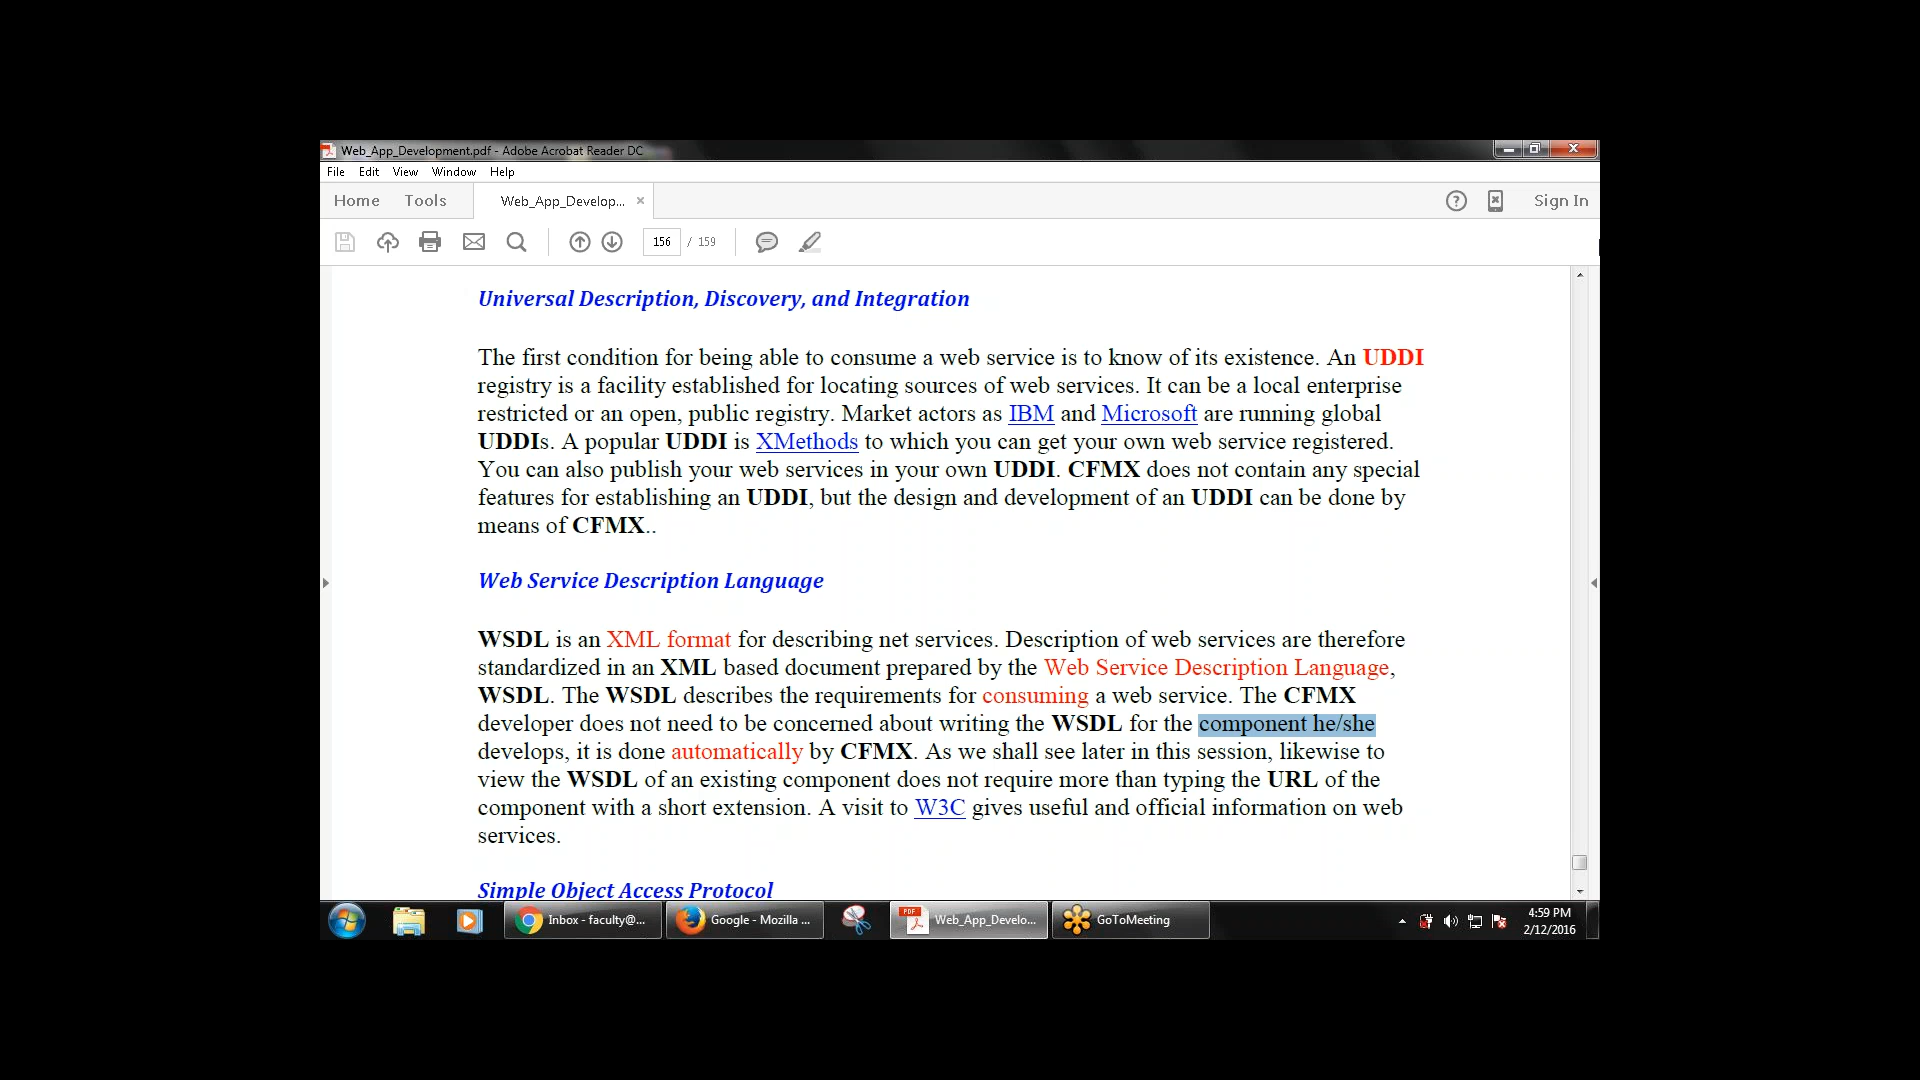 Web_App_Development.pdf - Adobe Acrobat Reader DC
File Edit View Window Help
Home Tools Web_App_Develop... × Sign In
156 / 159
Universal Description, Discovery, and Integration
The first condition for being able to consume a web service is to know of its existence. An UDDI
registry is a facility established for locating sources of web services. It can be a local enterprise
restricted or an open, public registry. Market actors as IBM and Microsoft are running global
UDDIs. A popular UDDI is XMethods to which you can get your own web service registered.
You can also publish your web services in your own UDDI. CFMX does not contain any special
features for establishing an UDDI, but the design and development of an UDDI can be done by
means of CFMX..
Web Service Description Language
WSDL is an XML format for describing net services. Description of web services are therefore
standardized in an XML based document prepared by the Web Service Description Language,
WSDL. The WSDL describes the requirements for consuming a web service. The CFMX
developer does not need to be concerned about writing the WSDL for the component he/she
develops, it is done automatically by CFMX. As we shall see later in this session, likewise to
view the WSDL of an existing component does not require more than typing the URL of the
component with a short extension. A visit to W3C gives useful and official information on web
services.
Simple Object Access Protocol
Inbox - faculty@... Google - Mozilla ... Web_App_Develo... GoToMeeting
4:59 PM
2/12/2016